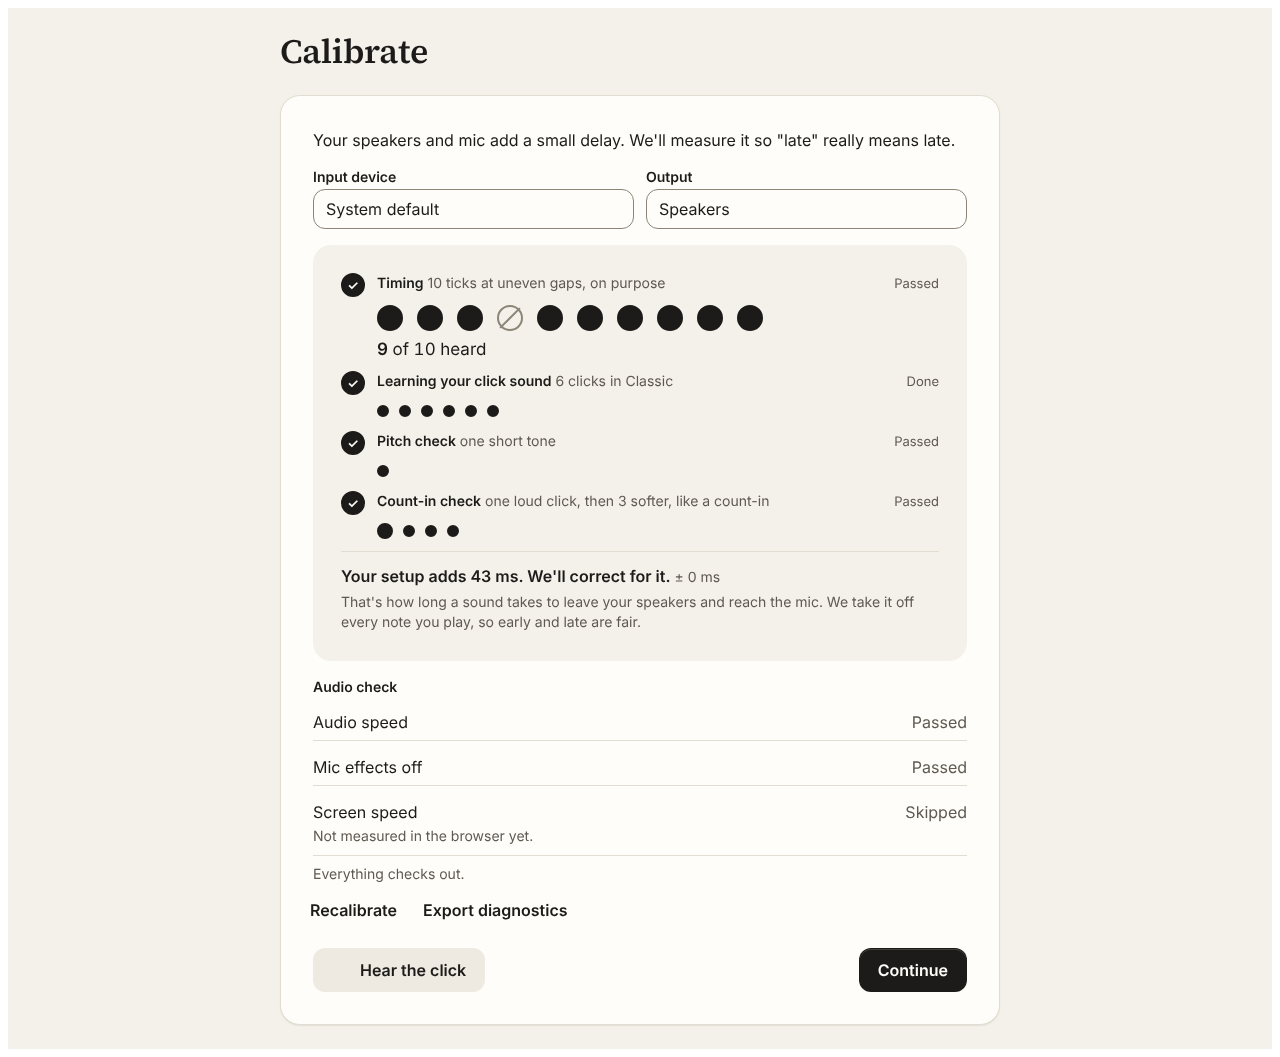 Calibrate
Your speakers and mic add a small delay. We'll measure it so "late" really means late.
Input device
Output
System default
Speakers
Timing 10 ticks at uneven gaps, on purpose
Passed
9 of 10 heard
Learning your click sound 6 clicks in Classic
Done
Pitch check one short tone
Passed
Count-in check one loud click, then 3 softer, like a count-in
Passed
Your setup adds 43 ms. We'll correct for it. ± 0 ms
That's how long a sound takes to leave your speakers and reach the mic. We take it off
every note you play, so early and late are fair.
Audio check
Audio speed
Passed
Mic effects off
Passed
Screen speed
Skipped
Not measured in the browser yet.
Everything checks out.
Recalibrate
Export diagnostics
Hear the click
Continue